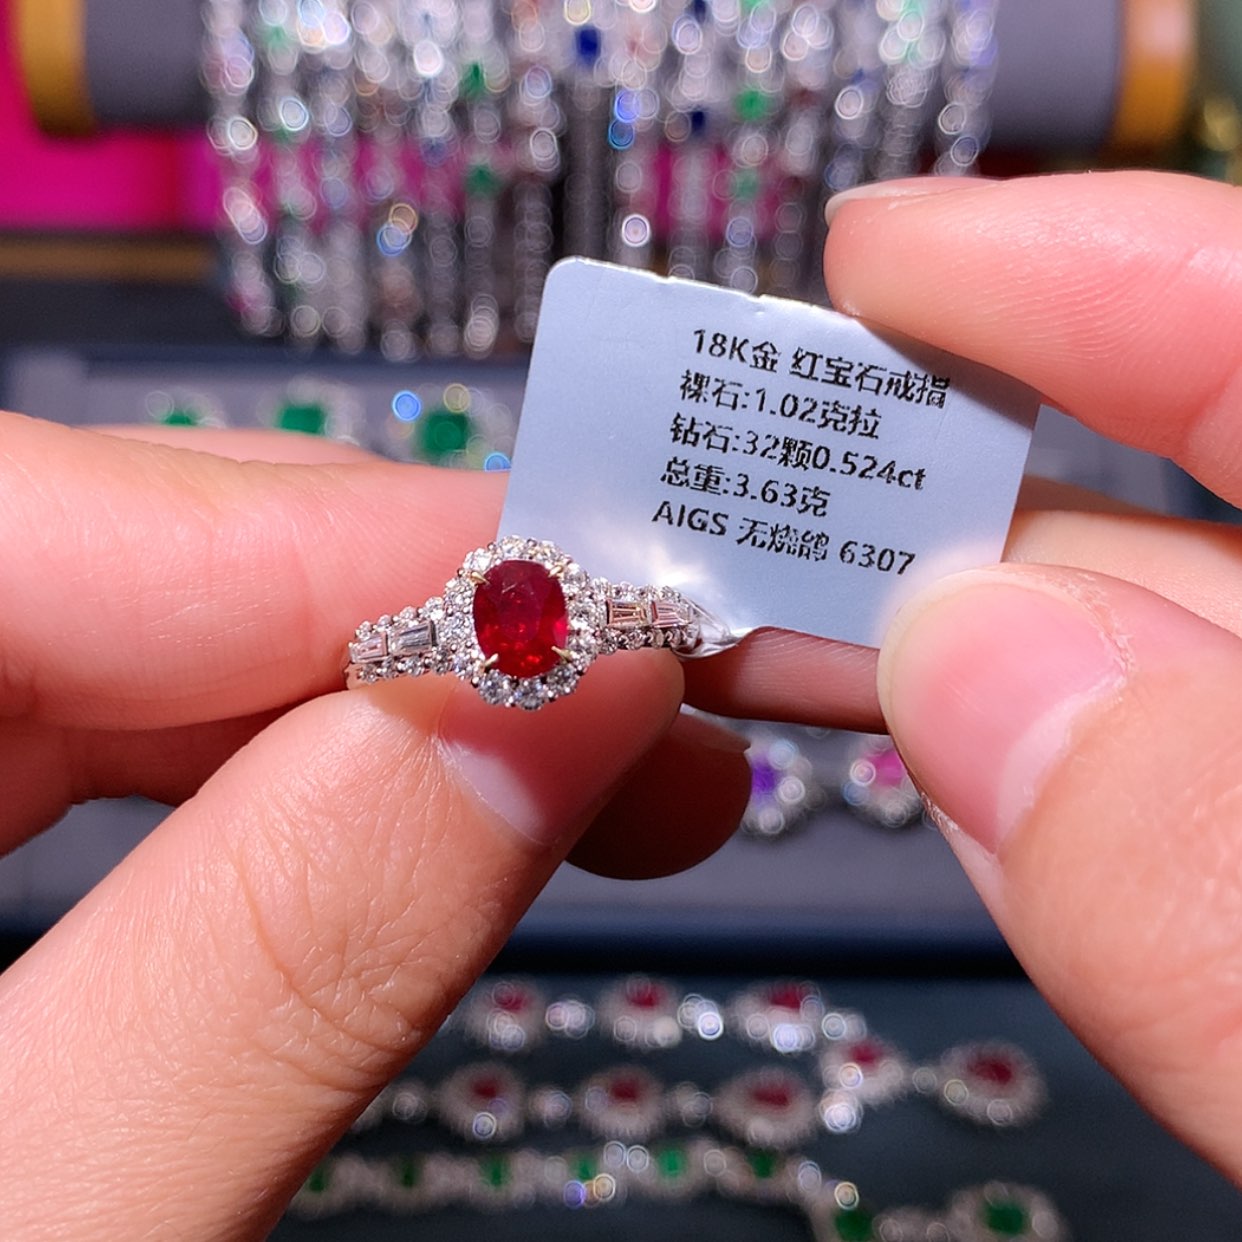 18K金 红宝石戒指
裸石:1.02克拉
钻石:32颗0.524ct
总重:3.63克
AIGS 无烧鸽 6307